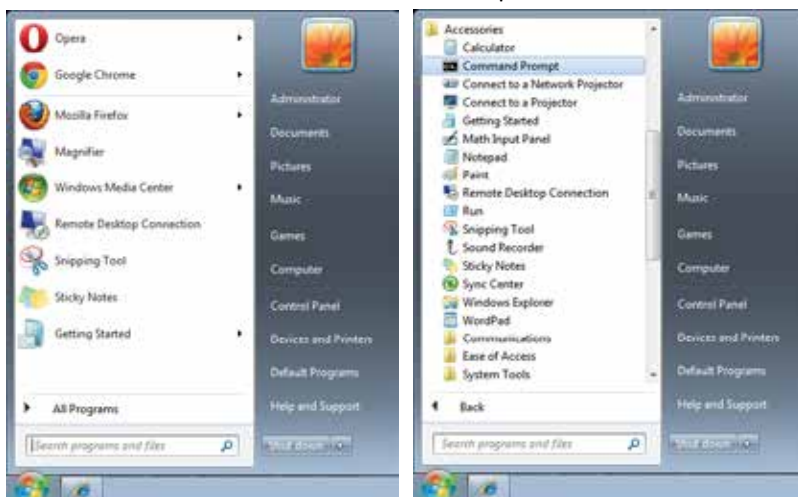 Opera
Google Chrome
Mozilla Firefox
Magnifier
Windows Media Center
Remote Desktop Connection
Snipping Tool
Sticky Notes
Getting Started
All Programs
Search programs and files
Administrator
Documents
Pictures
Music
Games
Computer
Control Panel
Devices and Printers
Default Programs
Help and Support
Shut down
Accessories
Calculator
Command Prompt
Connect to a Network Projector
Connect to a Projector
Getting Started
Math Input Panel
Notepad
Paint
Remote Desktop Connection
Run
Snipping Tool
Sound Recorder
Sticky Notes
Sync Center
Windows Explorer
WordPad
Communications
Ease of Access
System Tools
Back
Search programs and files
Administrator
Documents
Pictures
Music
Games
Computer
Control Panel
Devices and Printers
Default Programs
Help and Support
Shut down